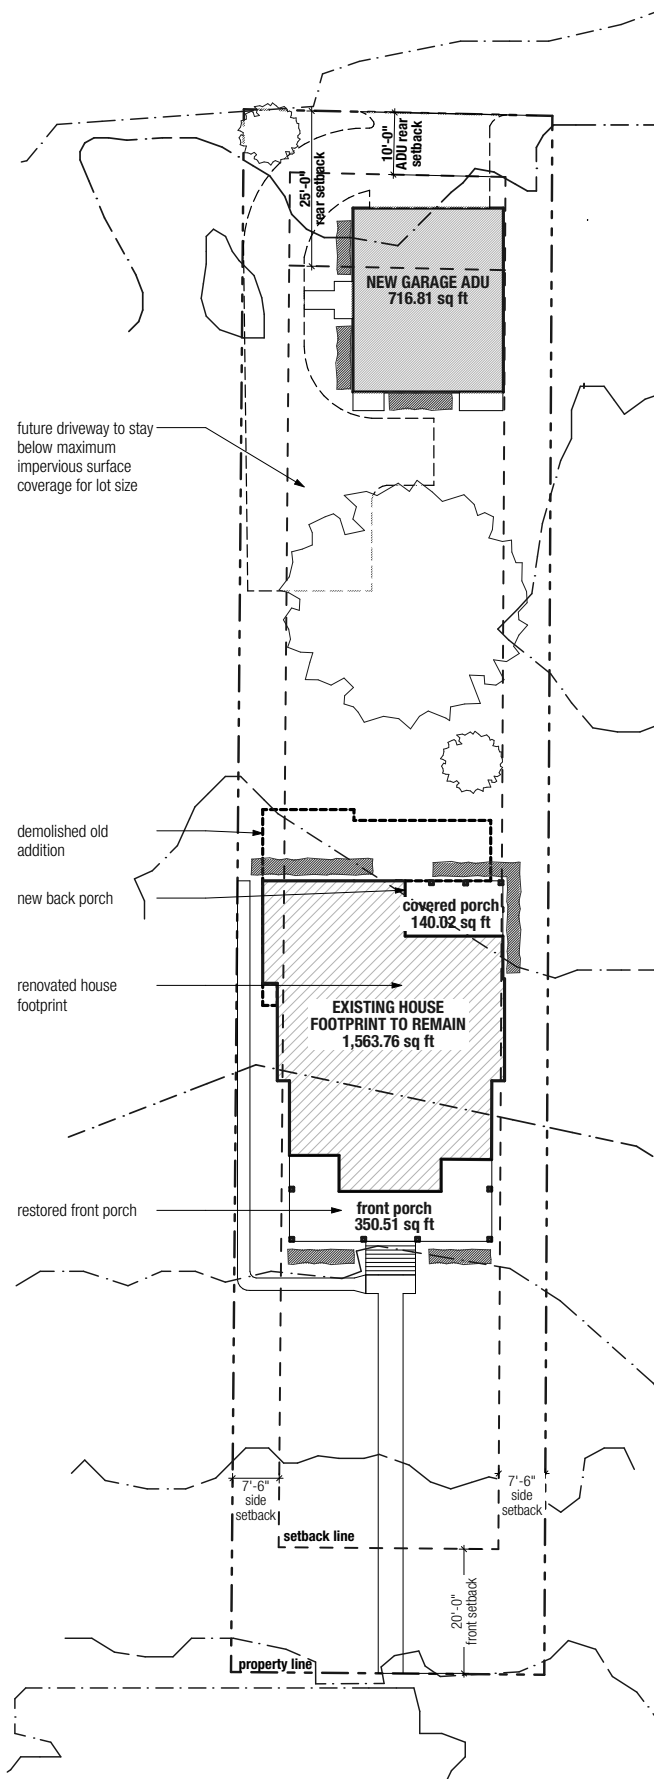 10'-0"
ADU rear
setback
25'-0"
rear setback
NEW GARAGE ADU
716.81 sq ft
future driveway to stay
below maximum
impervious surface
coverage for lot size
demolished old
addition
new back porch
covered porch
140.02 sq ft
renovated house
footprint
EXISTING HOUSE
FOOTPRINT TO REMAIN
1,563.76 sq ft
restored front porch
front porch
350.51 sq ft
7'-6"
side
setback
7'-6"
side
setback
setback line
20'-0"
front setback
property line